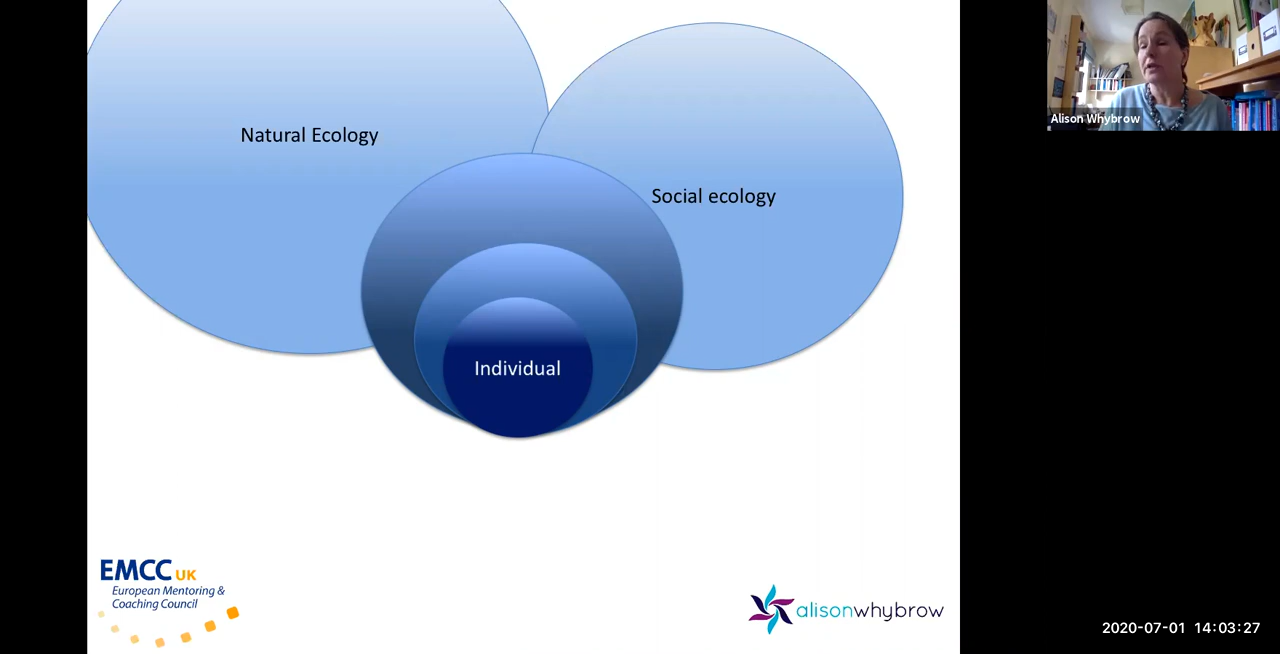 Natural Ecology
Social ecology
Individual
Alison Whybrow
EMCC UK
European Mentoring &
Coaching Council
alisonwhybrow
2020-07-01 14:03:27